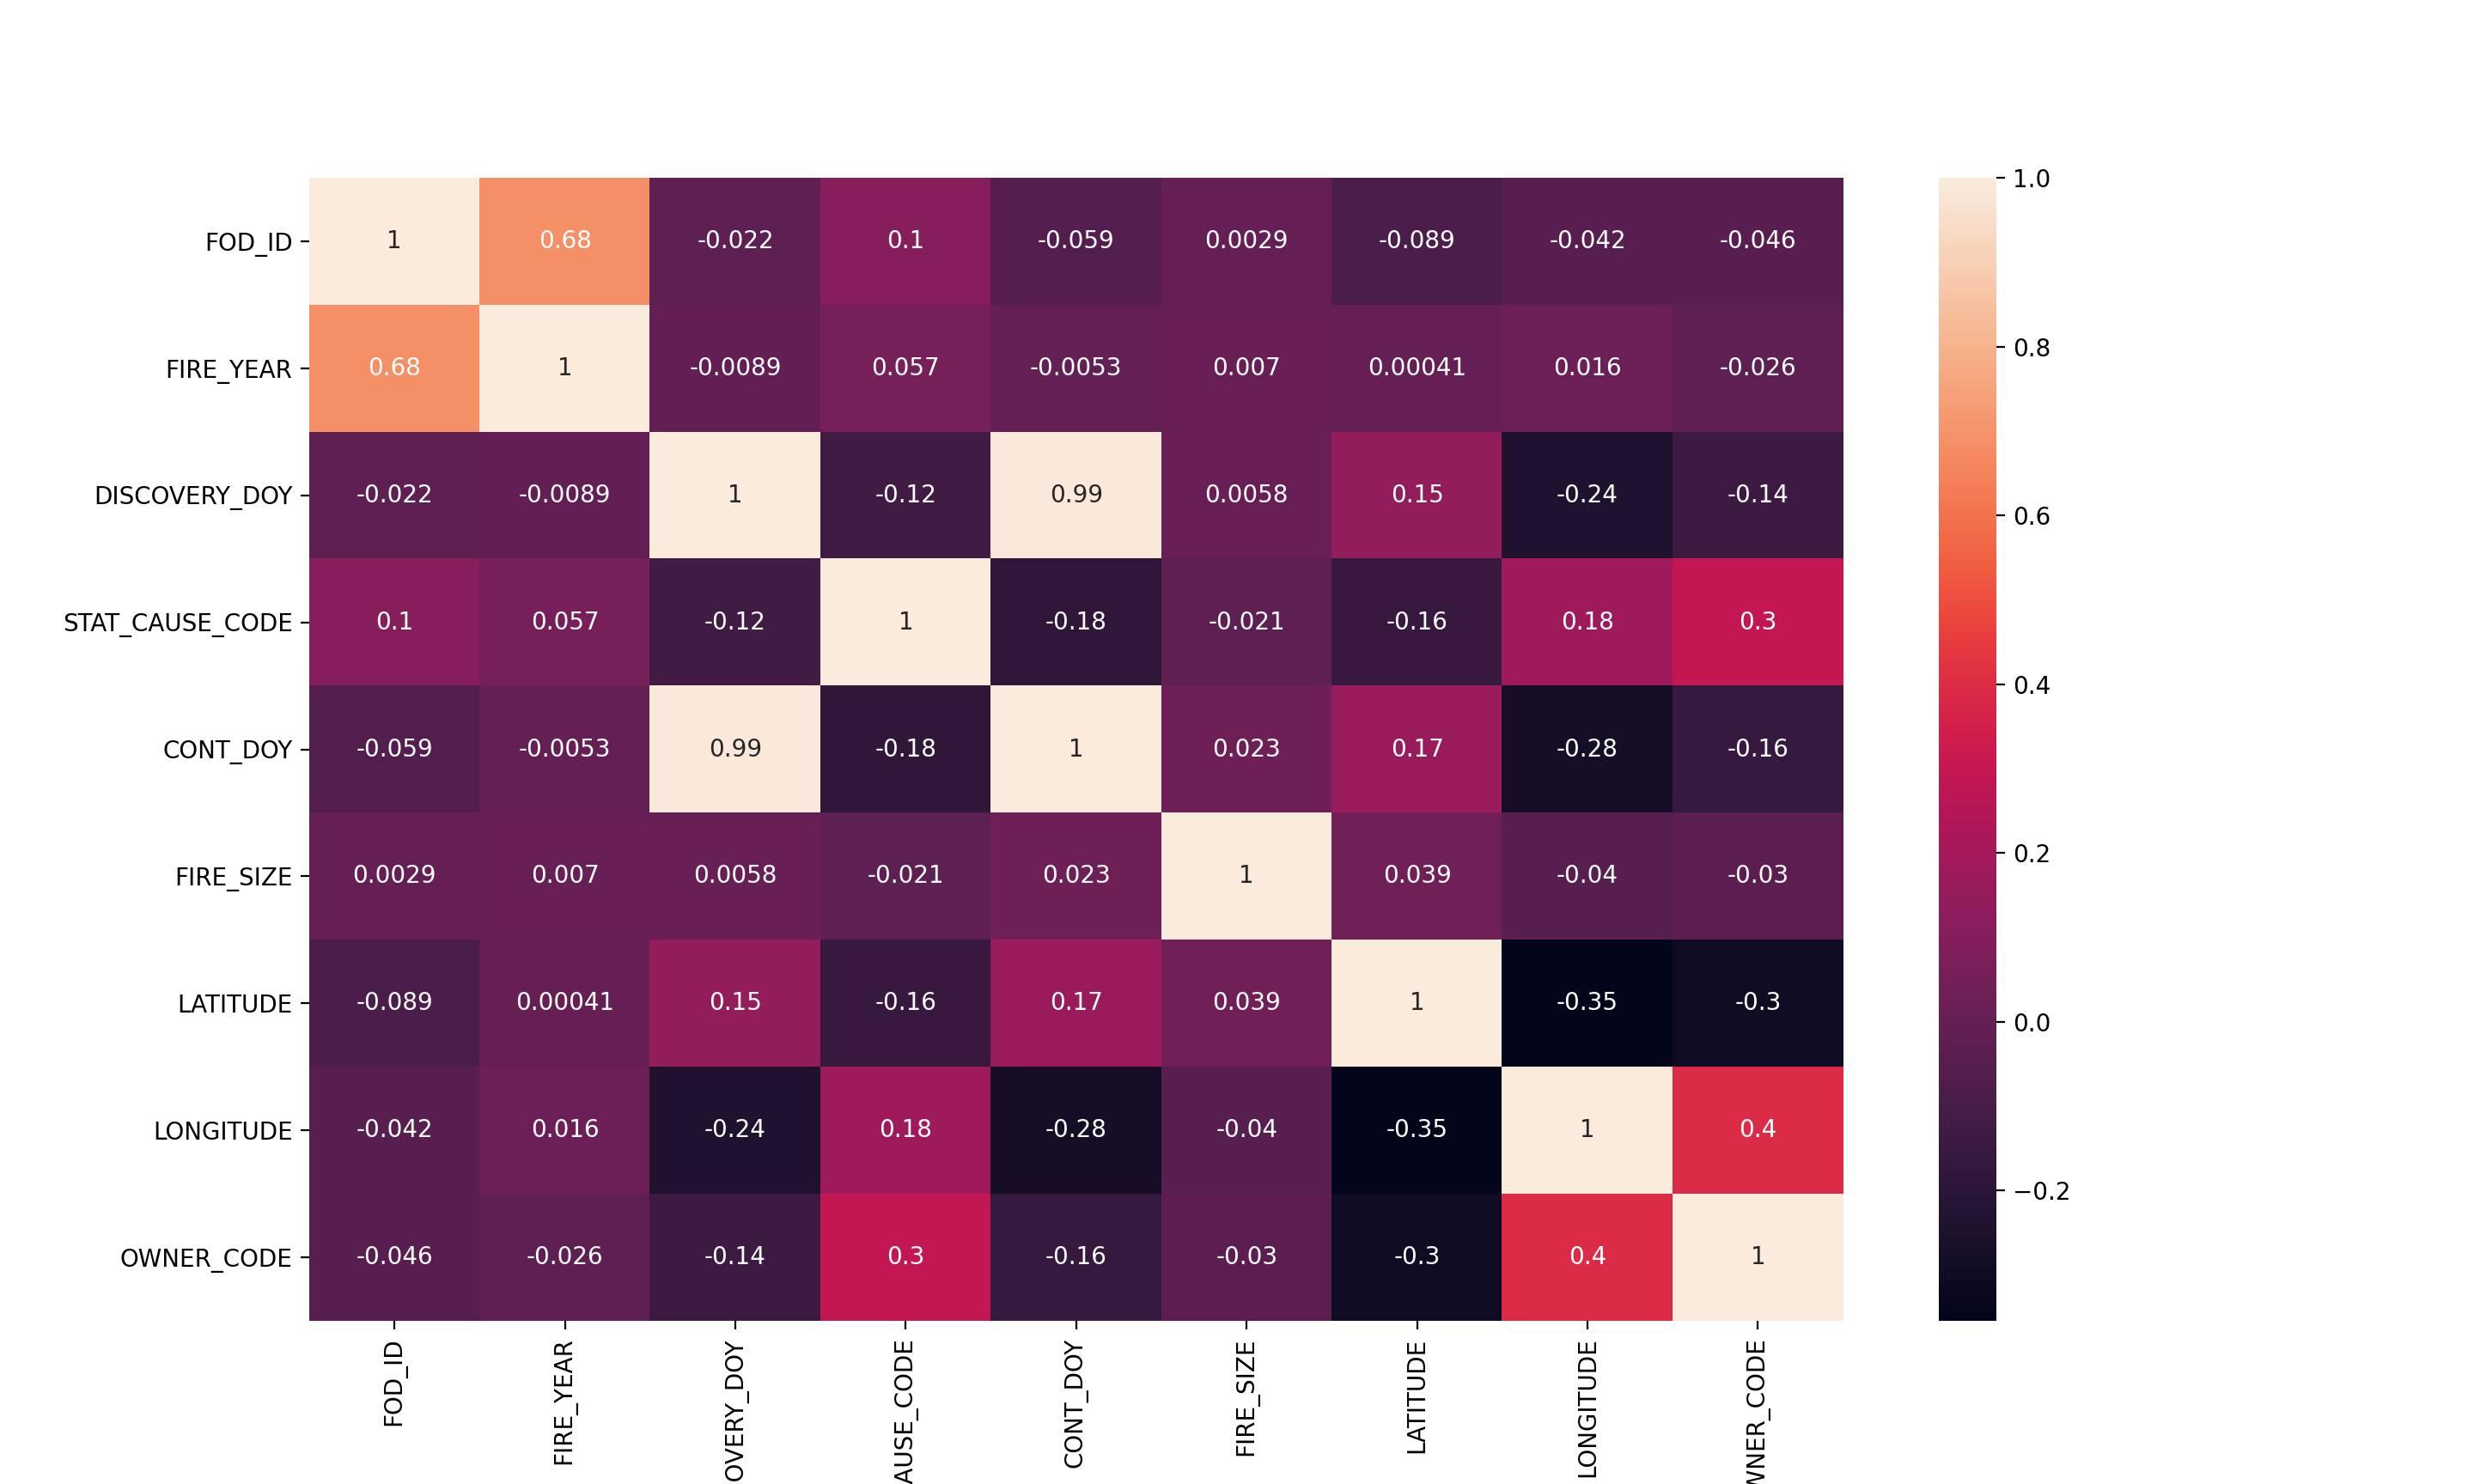 FOD_ID 1 0.68 -0.022 0.1 -0.059 0.0029 -0.089 -0.042 -0.046
FIRE_YEAR 0.68 1 -0.0089 0.057 -0.0053 0.007 0.00041 0.016 -0.026
DISCOVERY_DOY -0.022 -0.0089 1 -0.12 0.99 0.0058 0.15 -0.24 -0.14
STAT_CAUSE_CODE 0.1 0.057 -0.12 1 -0.18 -0.021 -0.16 0.18 0.3
CONT_DOY -0.059 -0.0053 0.99 -0.18 1 0.023 0.17 -0.28 -0.16
FIRE_SIZE 0.0029 0.007 0.0058 -0.021 0.023 1 0.039 -0.04 -0.03
LATITUDE -0.089 0.00041 0.15 -0.16 0.17 0.039 1 -0.35 -0.3
LONGITUDE -0.042 0.016 -0.24 0.18 -0.28 -0.04 -0.35 1 0.4
OWNER_CODE -0.046 -0.026 -0.14 0.3 -0.16 -0.03 -0.3 0.4 1
FOD_ID
FIRE_YEAR
OVERY_DOY
AUSE_CODE
CONT_DOY
FIRE_SIZE
LATITUDE
LONGITUDE
WNER_CODE
1.0
0.8
0.6
0.4
0.2
0.0
−0.2